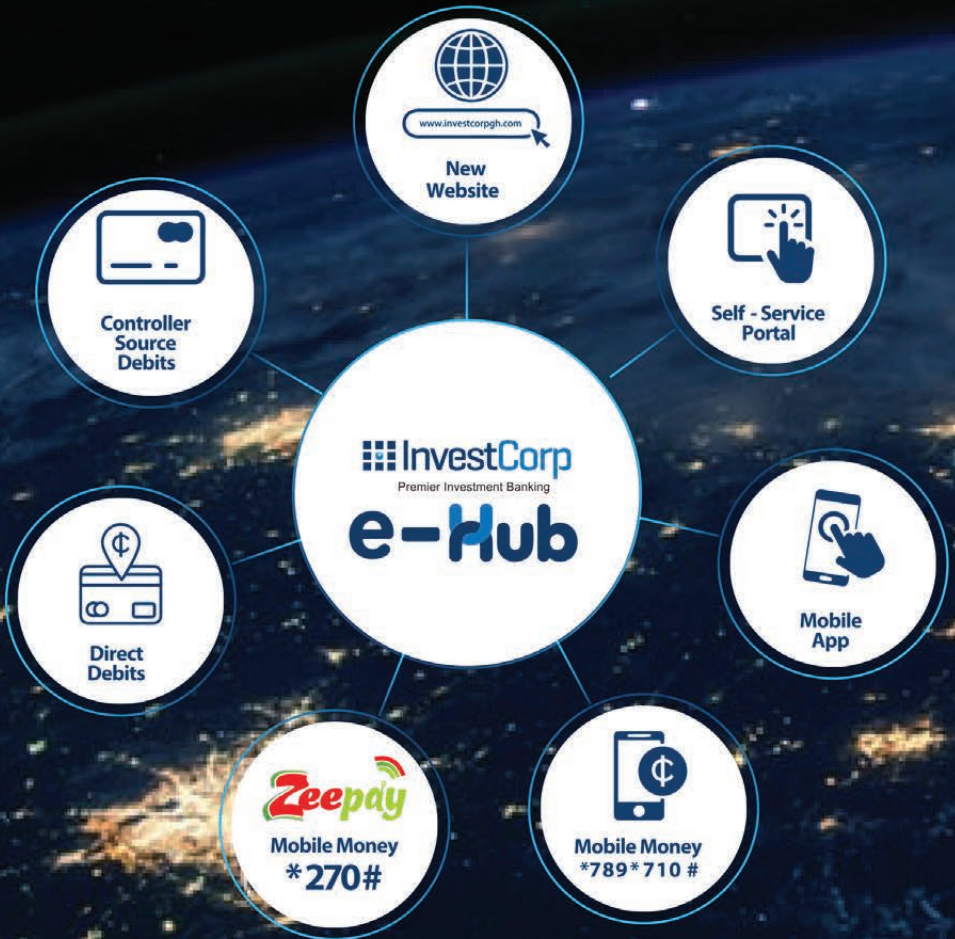 www.investcorpgh.com
New
Website
Controller
Source
Debits
Self - Service
Portal
InvestCorp
Premier Investment Banking
e-Hub
Direct
Debits
Mobile
App
Zeepay
Mobile Money
*270#
Mobile Money
*789*710 #